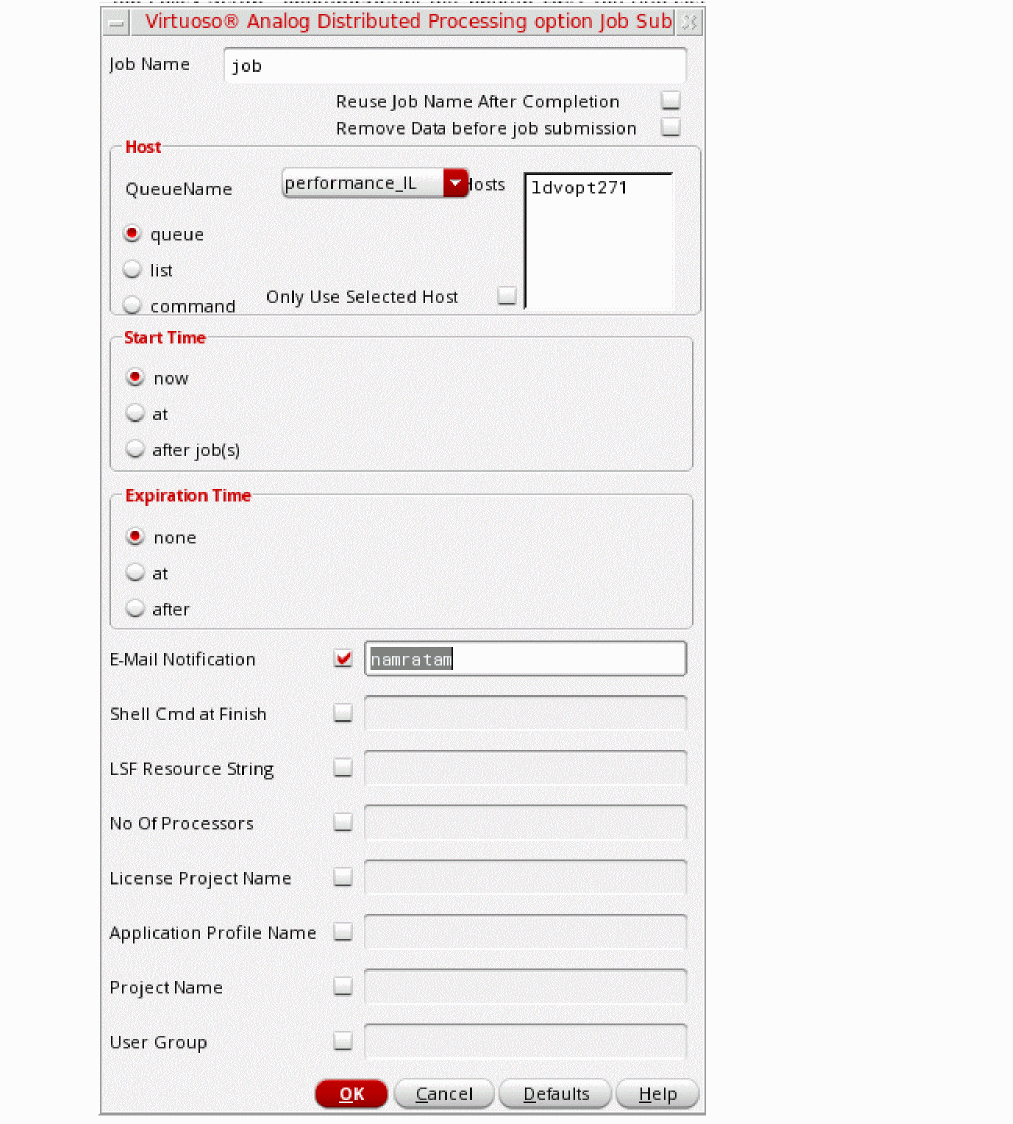 Virtuoso® Analog Distributed Processing option Job Sub
Job Name job
Reuse Job Name After Completion
Remove Data before job submission
Host
QueueName performance_IL Hosts ldvopt271
queue
list
Only Use Selected Host
command
Start Time
now
at
after job(s)
Expiration Time
none
at
after
E-Mail Notification namratam
Shell Cmd at Finish
LSF Resource String
No Of Processors
License Project Name
Application Profile Name
Project Name
User Group
OK Cancel Defaults Help